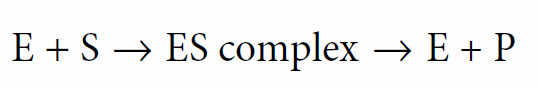 E + S → ES complex → E + P